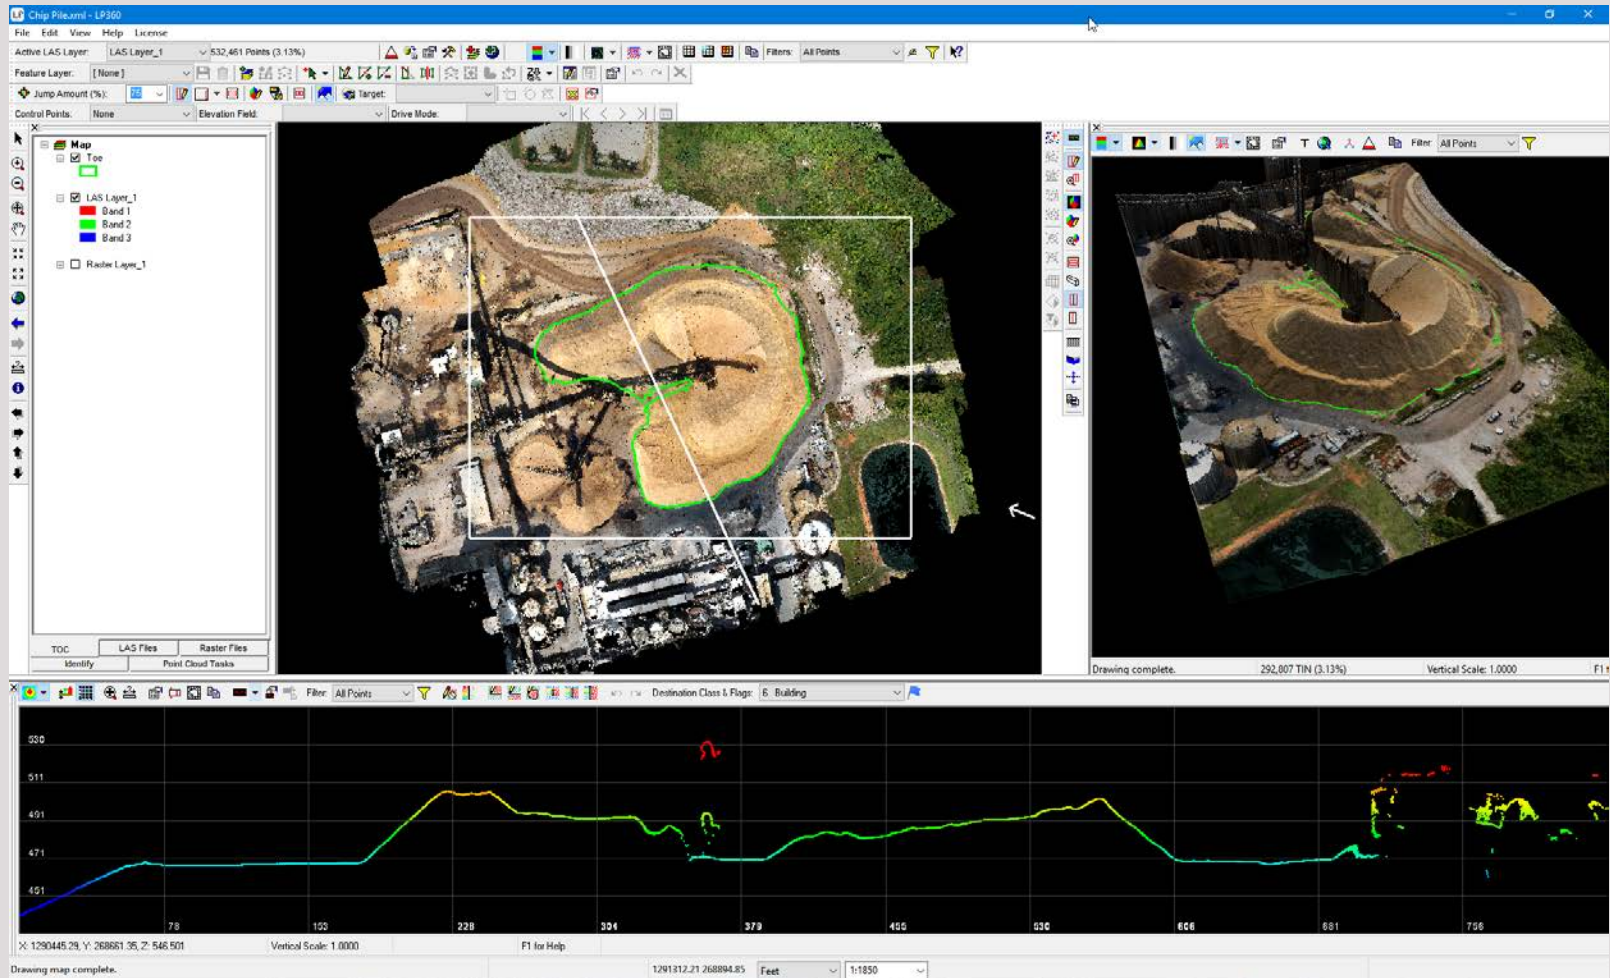 Chip Pile.xml - LP360
File Edit View Help License
Active LAS Layer: LAS Layer_1 532,461 Points (3.13%) Filters: All Points
Feature Layer: [None]
Jump Amount (%): 75 Target:
Control Points: None Elevation Field: Drive Mode:
Map
Toe
LAS Layer_1
Band 1
Band 2
Band 3
Raster Layer_1
TOC LAS Files Raster Files
Identify Point Cloud Tasks
Filter: All Points
Drawing complete. 292,807 TIN (3.13%) Vertical Scale: 1.0000 F1
Filter: All Points Destination Class & Flags: 6 Building
530
511
491
471
451
78 153 228 304 379 455 530 606 681 756
X: 1290445.29, Y: 268661.35, Z: 546.501 Vertical Scale: 1.0000 F1 for Help
Drawing map complete. 1291312.21 268894.85 Feet 1:1850